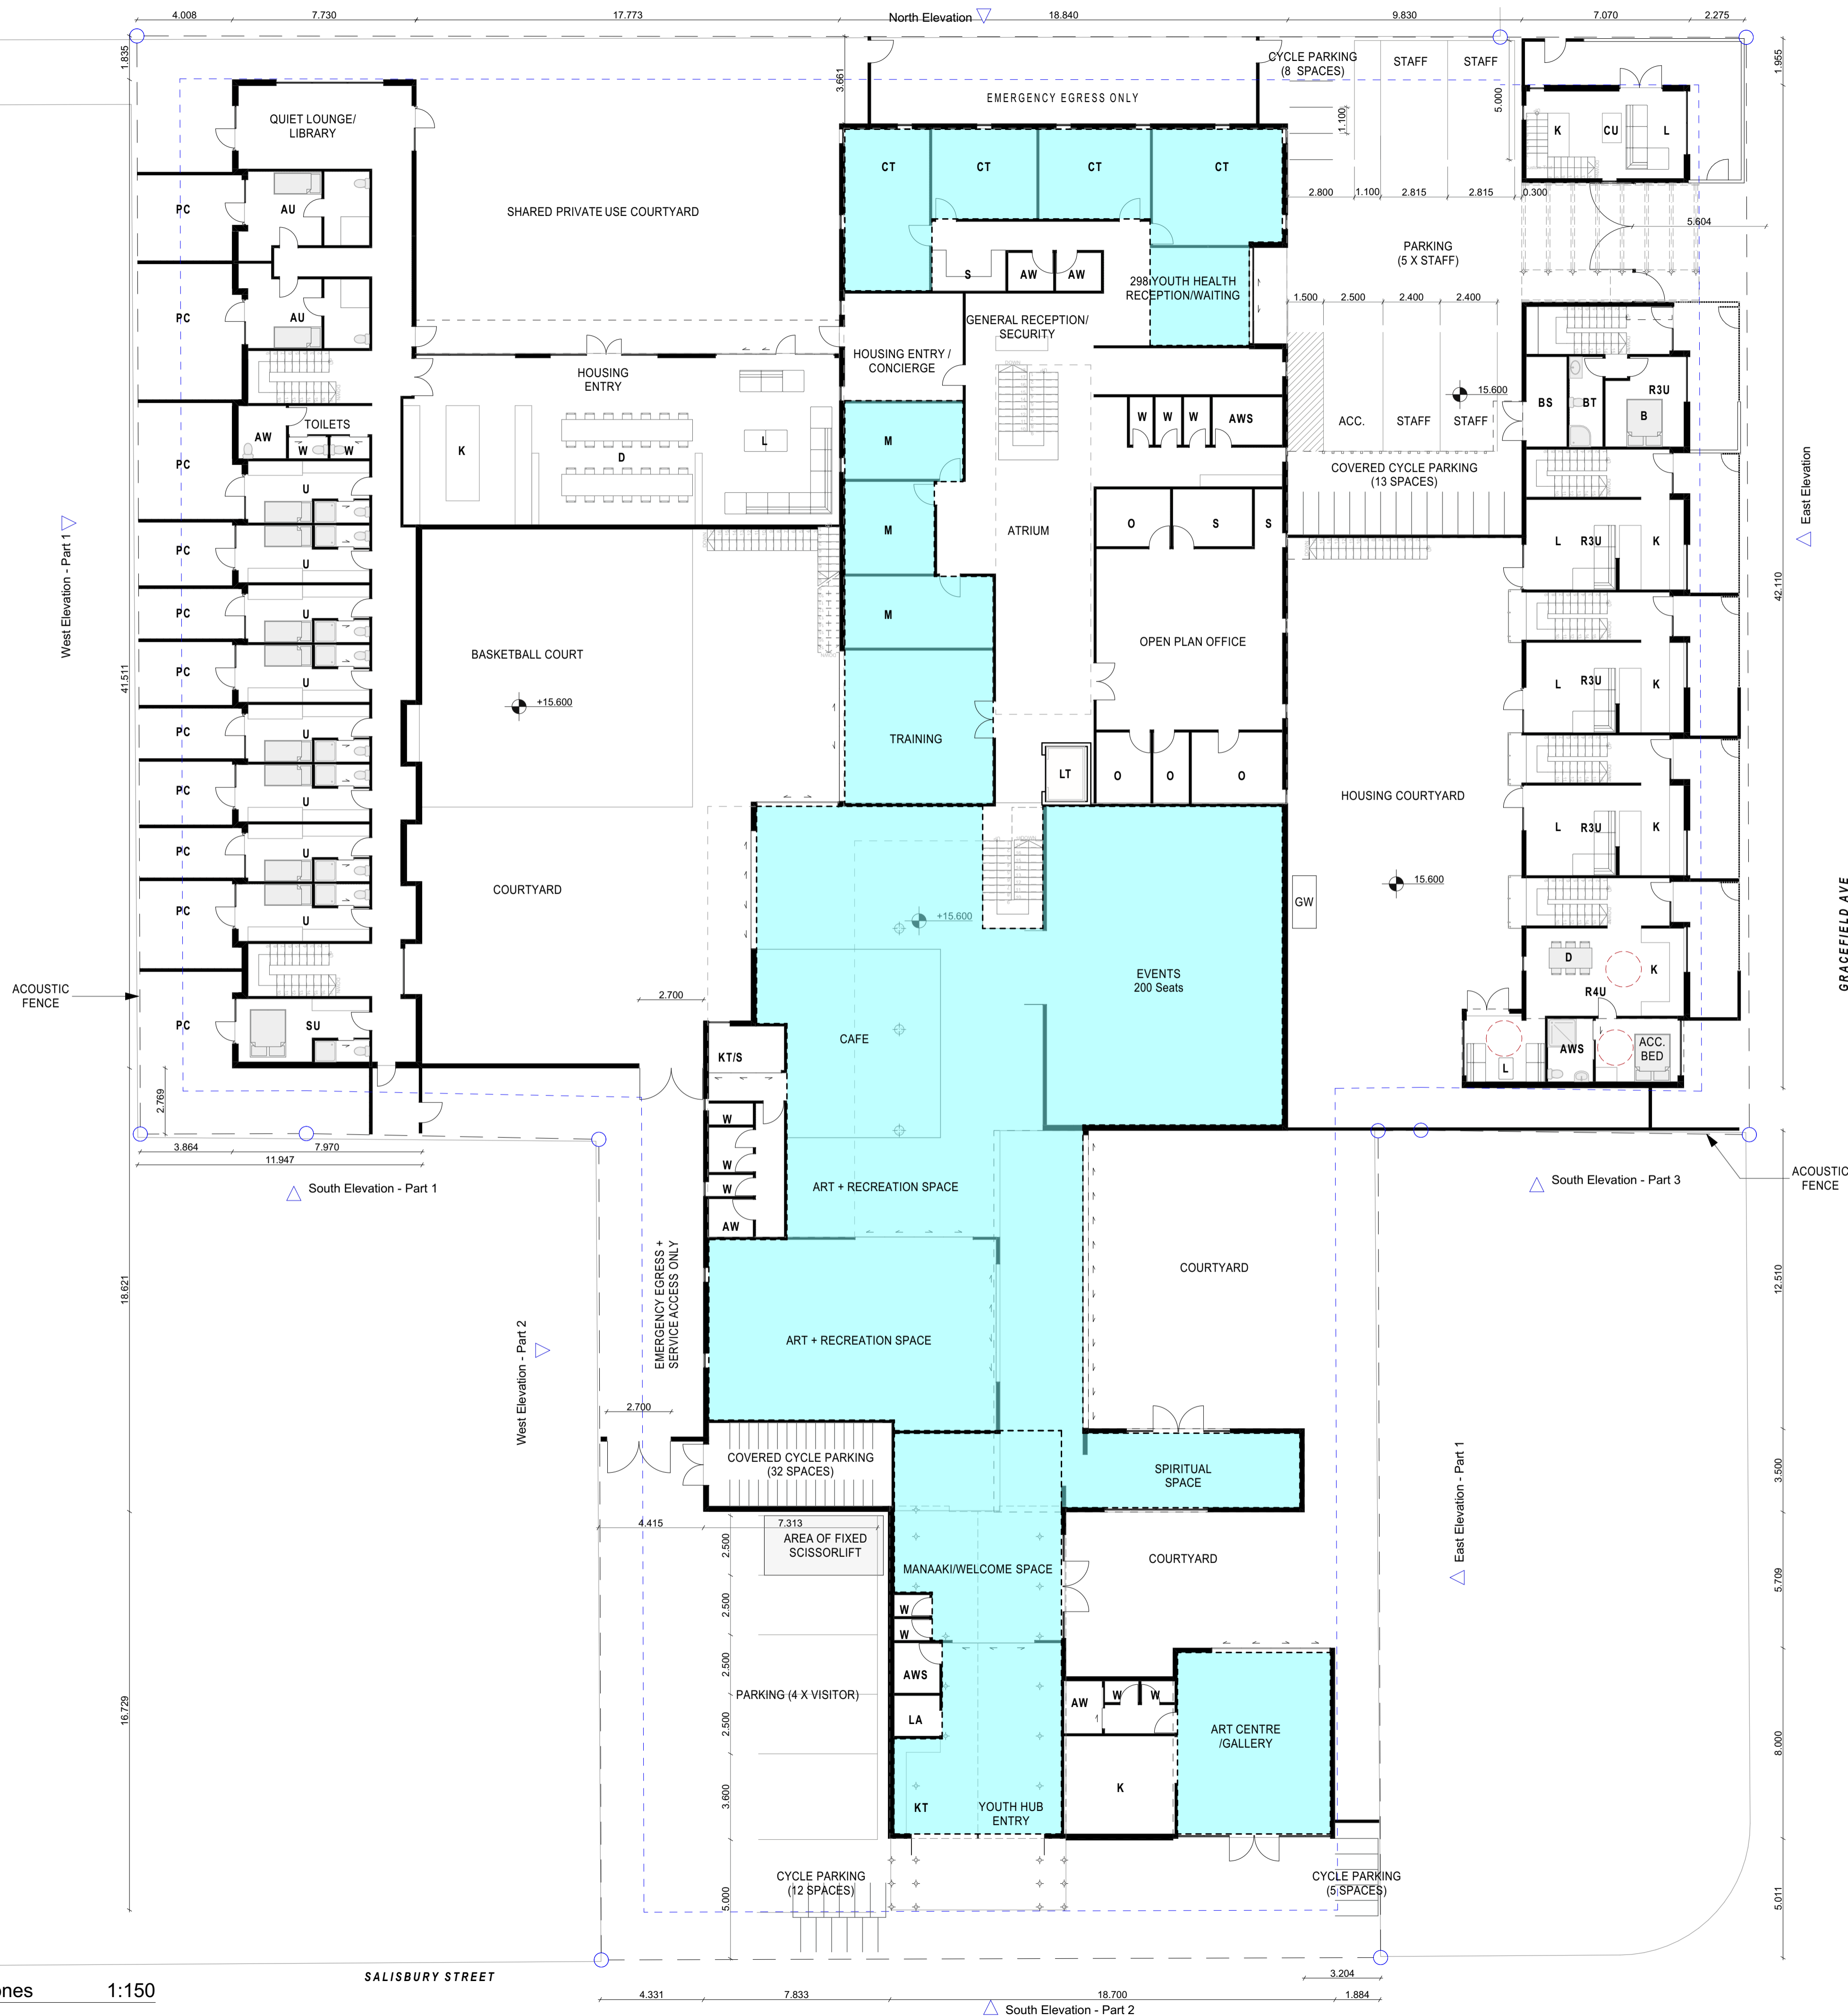 4.008
7.730
17.773
North Elevation
18.840
9.830
7.070
2.275
1.835
3.661
CYCLE PARKING
(8 SPACES)
STAFF
STAFF
1.955
EMERGENCY EGRESS ONLY
5.000
1.100
QUIET LOUNGE/
LIBRARY
K
CU
L
CT
CT
CT
CT
2.800
1.100
2.815
2.815
0.300
PC
AU
SHARED PRIVATE USE COURTYARD
5.604
PARKING
(5 X STAFF)
S
AW
AW
298 YOUTH HEALTH
RECEPTION/WAITING
1.500
2.500
2.400
2.400
PC
AU
GENERAL RECEPTION/
SECURITY
HOUSING ENTRY /
CONCIERGE
HOUSING
ENTRY
15.600
R3U
BS
BT
B
TOILETS
AW
W
W
K
D
L
M
W
W
W
AWS
ACC.
STAFF
STAFF
PC
COVERED CYCLE PARKING
(13 SPACES)
U
M
ATRIUM
O
S
S
East Elevation
West Elevation - Part 1
PC
U
L
R3U
K
42.110
PC
U
M
BASKETBALL COURT
OPEN PLAN OFFICE
41.511
PC
U
L
R3U
K
+15.600
PC
U
TRAINING
LT
O
O
O
PC
U
HOUSING COURTYARD
L
R3U
K
PC
U
COURTYARD
15.600
GW
PC
U
+15.600
GRACEFIELD AVE
EVENTS
200 Seats
D
K
R4U
ACOUSTIC
FENCE
2.700
PC
SU
CAFE
KT/S
AWS
ACC.
BED
L
2.769
W
3.864
7.970
11.947
W
ACOUSTIC
FENCE
South Elevation - Part 1
W
ART + RECREATION SPACE
South Elevation - Part 3
AW
EMERGENCY EGRESS +
SERVICE ACCESS ONLY
COURTYARD
18.621
12.510
West Elevation - Part 2
ART + RECREATION SPACE
2.700
COVERED CYCLE PARKING
(32 SPACES)
SPIRITUAL
SPACE
3.500
East Elevation - Part 1
4.415
7.313
AREA OF FIXED
SCISSORLIFT
2.500
MANAAKI/WELCOME SPACE
COURTYARD
5.709
2.500
W
W
2.500
AWS
PARKING (4 X VISITOR)
LA
AW
W
W
16.729
2.500
ART CENTRE
/GALLERY
8.000
3.600
K
KT
YOUTH HUB
ENTRY
CYCLE PARKING
(12 SPACES)
CYCLE PARKING
(5 SPACES)
5.000
5.011
SALISBURY STREET
3.204
ones
1:150
4.331
7.833
18.700
1.884
South Elevation - Part 2